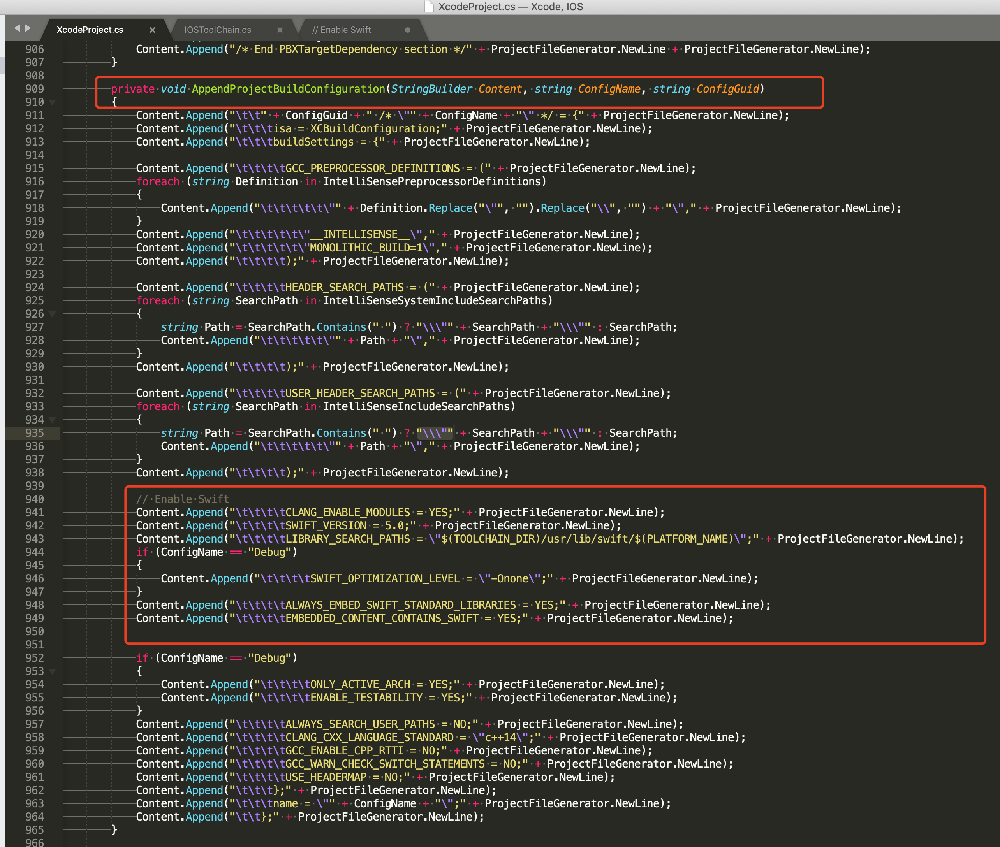 XcodeProject.cs — Xcode, IOS
XcodeProject.cs × IOSToolChain.cs × // Enable Swift
906 Content.Append("/* End PBXTargetDependency section */" + ProjectFileGenerator.NewLine + ProjectFileGenerator.NewLine);
907 }
908
909 private void AppendProjectBuildConfiguration(StringBuilder Content, string ConfigName, string ConfigGuid)
910 {
911 Content.Append("\t\t" + ConfigGuid + " /* \"" + ConfigName + "\" */ = {" + ProjectFileGenerator.NewLine);
912 Content.Append("\t\t\tisa = XCBuildConfiguration;" + ProjectFileGenerator.NewLine);
913 Content.Append("\t\t\tbuildSettings = {" + ProjectFileGenerator.NewLine);
914
915 Content.Append("\t\t\t\tGCC_PREPROCESSOR_DEFINITIONS = (" + ProjectFileGenerator.NewLine);
916 foreach (string Definition in IntelliSensePreprocessorDefinitions)
917 {
918 Content.Append("\t\t\t\t\t\"" + Definition.Replace("\"", "").Replace("\\", "") + "\"," + ProjectFileGenerator.NewLine);
919 }
920 Content.Append("\t\t\t\t\t\"__INTELLISENSE__\"," + ProjectFileGenerator.NewLine);
921 Content.Append("\t\t\t\t\t\"MONOLITHIC_BUILD=1\"," + ProjectFileGenerator.NewLine);
922 Content.Append("\t\t\t\t);" + ProjectFileGenerator.NewLine);
923
924 Content.Append("\t\t\t\tHEADER_SEARCH_PATHS = (" + ProjectFileGenerator.NewLine);
925 foreach (string SearchPath in IntelliSenseSystemIncludeSearchPaths)
926 {
927 string Path = SearchPath.Contains(" ") ? "\\\"" + SearchPath + "\\\"" : SearchPath;
928 Content.Append("\t\t\t\t\t\"" + Path + "\"," + ProjectFileGenerator.NewLine);
929 }
930 Content.Append("\t\t\t\t);" + ProjectFileGenerator.NewLine);
931
932 Content.Append("\t\t\t\tUSER_HEADER_SEARCH_PATHS = (" + ProjectFileGenerator.NewLine);
933 foreach (string SearchPath in IntelliSenseIncludeSearchPaths)
934 {
935 string Path = SearchPath.Contains(" ") ? "\\\"" + SearchPath + "\\\"" : SearchPath;
936 Content.Append("\t\t\t\t\t\"" + Path + "\"," + ProjectFileGenerator.NewLine);
937 }
938 Content.Append("\t\t\t\t);" + ProjectFileGenerator.NewLine);
939
940 // Enable Swift
941 Content.Append("\t\t\t\tCLANG_ENABLE_MODULES = YES;" + ProjectFileGenerator.NewLine);
942 Content.Append("\t\t\t\tSWIFT_VERSION = 5.0;" + ProjectFileGenerator.NewLine);
943 Content.Append("\t\t\t\tLIBRARY_SEARCH_PATHS = \"$(TOOLCHAIN_DIR)/usr/lib/swift/$(PLATFORM_NAME)\";" + ProjectFileGenerator.NewLine);
944 if (ConfigName == "Debug")
945 {
946 Content.Append("\t\t\t\tSWIFT_OPTIMIZATION_LEVEL = \"-Onone\";" + ProjectFileGenerator.NewLine);
947 }
948 Content.Append("\t\t\t\tALWAYS_EMBED_SWIFT_STANDARD_LIBRARIES = YES;" + ProjectFileGenerator.NewLine);
949 Content.Append("\t\t\t\tEMBEDDED_CONTENT_CONTAINS_SWIFT = YES;" + ProjectFileGenerator.NewLine);
950
951
952 if (ConfigName == "Debug")
953 {
954 Content.Append("\t\t\t\tONLY_ACTIVE_ARCH = YES;" + ProjectFileGenerator.NewLine);
955 Content.Append("\t\t\t\tENABLE_TESTABILITY = YES;" + ProjectFileGenerator.NewLine);
956 }
957 Content.Append("\t\t\t\tALWAYS_SEARCH_USER_PATHS = NO;" + ProjectFileGenerator.NewLine);
958 Content.Append("\t\t\t\tCLANG_CXX_LANGUAGE_STANDARD = \"c++14\";" + ProjectFileGenerator.NewLine);
959 Content.Append("\t\t\t\tGCC_ENABLE_CPP_RTTI = NO;" + ProjectFileGenerator.NewLine);
960 Content.Append("\t\t\t\tGCC_WARN_CHECK_SWITCH_STATEMENTS = NO;" + ProjectFileGenerator.NewLine);
961 Content.Append("\t\t\t\tUSE_HEADERMAP = NO;" + ProjectFileGenerator.NewLine);
962 Content.Append("\t\t\t};" + ProjectFileGenerator.NewLine);
963 Content.Append("\t\t\tname = \"" + ConfigName + "\";" + ProjectFileGenerator.NewLine);
964 Content.Append("\t\t};" + ProjectFileGenerator.NewLine);
965 }
966